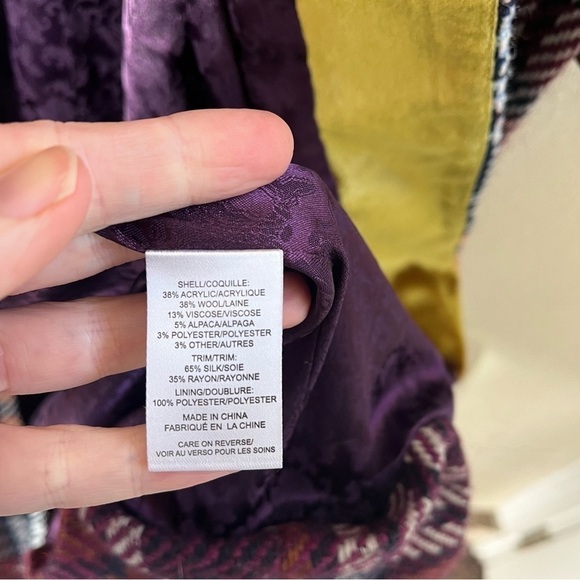 SHELL/COQUILLE:
38% ACRYLIC/ACRYLIQUE
38% WOOL/LAINE
13% VISCOSE/VISCOSE
5% ALPACA/ALPAGA
3% POLYESTER/POLYESTER
3% OTHER/AUTRES
TRIM/TRIM:
65% SILK/SOIE
35% RAYON/RAYONNE
LINING/DOUBLURE:
100% POLYESTER/POLYESTER
MADE IN CHINA
FABRIQUÉ EN LA CHINE
CARE ON REVERSE/
VOIR AU VERSO POUR LES SOINS